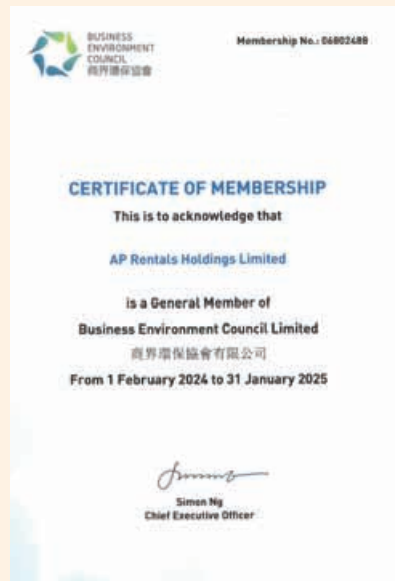 BUSINESS
ENVIRONMENT
COUNCIL
商界環保協會
Membership No.: 06802488
CERTIFICATE OF MEMBERSHIP
This is to acknowledge that
AP Rentals Holdings Limited
is a General Member of
Business Environment Council Limited
商界環保協會有限公司
From 1 February 2024 to 31 January 2025
Simon Ng
Chief Executive Officer